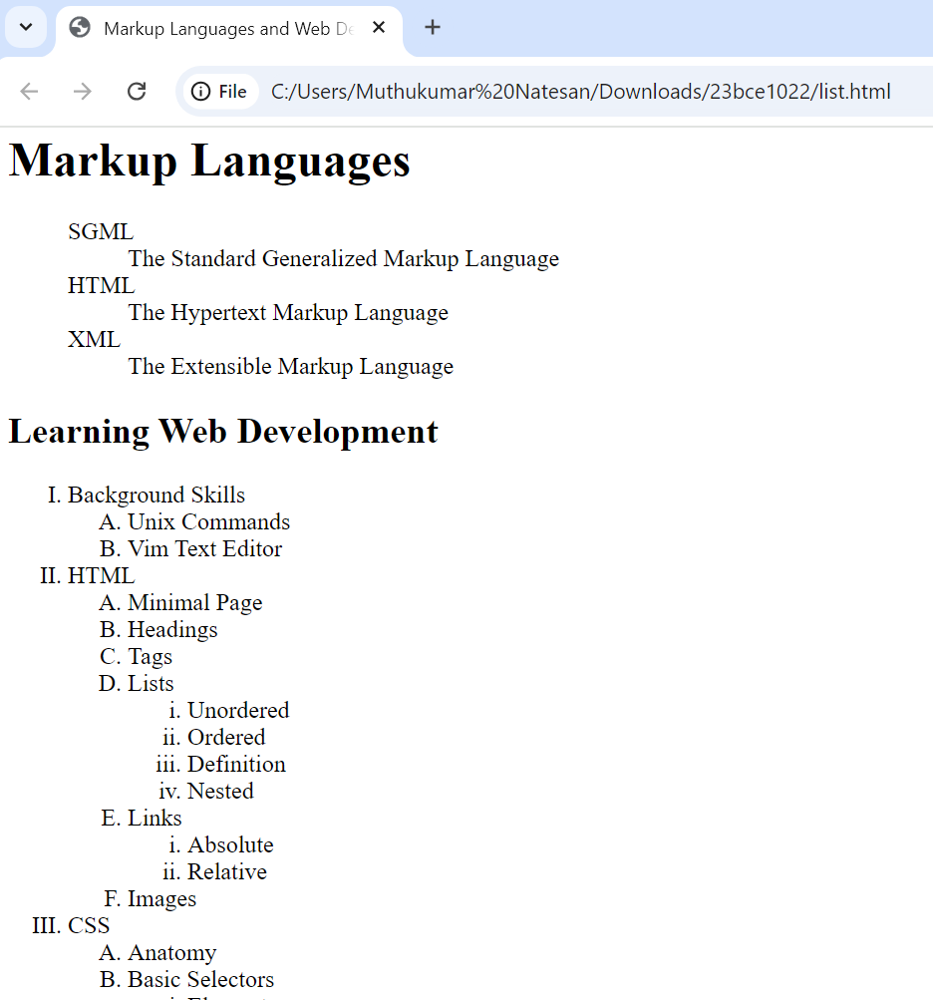 Markup Languages and Web De
File C:/Users/Muthukumar%20Natesan/Downloads/23bce1022/list.html
Markup Languages
SGML
The Standard Generalized Markup Language
HTML
The Hypertext Markup Language
XML
The Extensible Markup Language
Learning Web Development
I. Background Skills
A. Unix Commands
B. Vim Text Editor
II. HTML
A. Minimal Page
B. Headings
C. Tags
D. Lists
i. Unordered
ii. Ordered
iii. Definition
iv. Nested
E. Links
i. Absolute
ii. Relative
F. Images
III. CSS
A. Anatomy
B. Basic Selectors